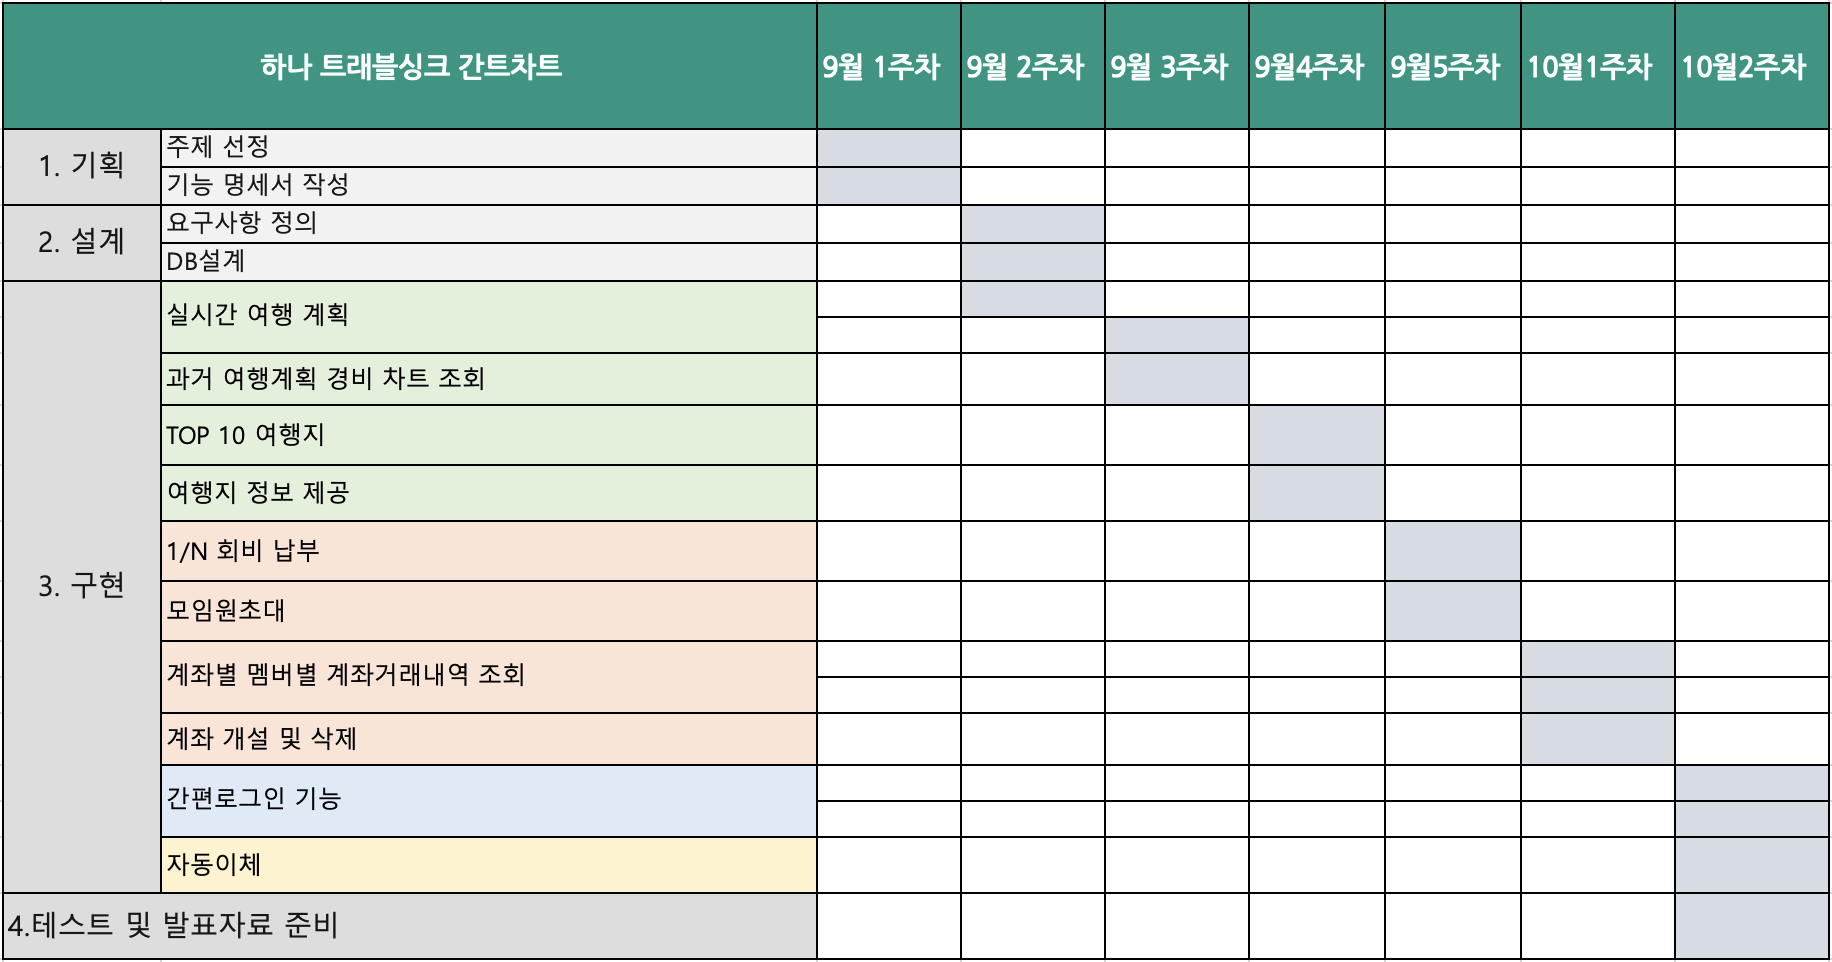 하나 트래블싱크 간트차트
9월 1주차
9월 2주차
9월 3주차
9월4주차
9월5주차
10월1주차
10월2주차
1. 기획
주제 선정
기능 명세서 작성
2. 설계
요구사항 정의
DB설계
3. 구현
실시간 여행 계획
과거 여행계획 경비 차트 조회
TOP 10 여행지
여행지 정보 제공
1/N 회비 납부
모임원초대
계좌별 멤버별 계좌거래내역 조회
계좌 개설 및 삭제
간편로그인 기능
자동이체
4.테스트 및 발표자료 준비